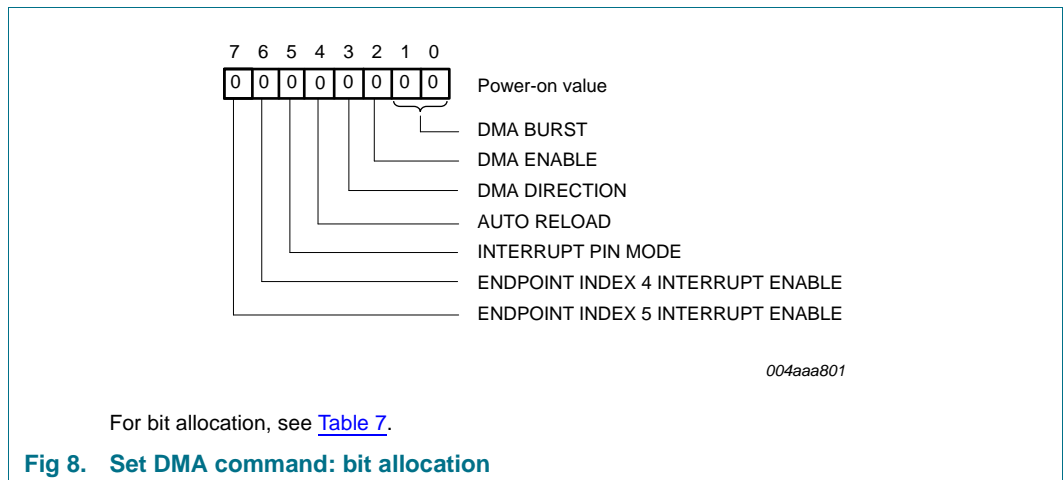 7 6 5 4 3 2 1 0
0 0 0 0 0 0 0 0 Power-on value
DMA BURST
DMA ENABLE
DMA DIRECTION
AUTO RELOAD
INTERRUPT PIN MODE
ENDPOINT INDEX 4 INTERRUPT ENABLE
ENDPOINT INDEX 5 INTERRUPT ENABLE
004aaa801
For bit allocation, see Table 7.
Fig 8. Set DMA command: bit allocation